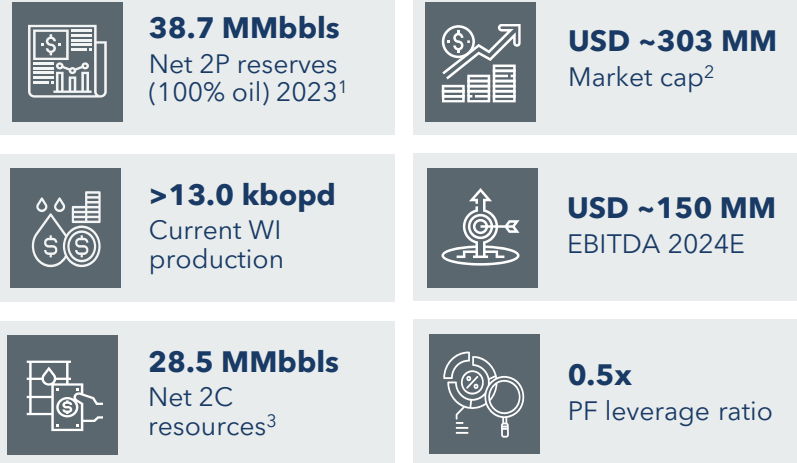 38.7 MMbbls
Net 2P reserves
(100% oil) 2023¹
USD ~303 MM
Market cap²
>13.0 kbopd
Current WI
production
USD ~150 MM
EBITDA 2024E
28.5 MMbbls
Net 2C
resources³
0.5x
PF leverage ratio